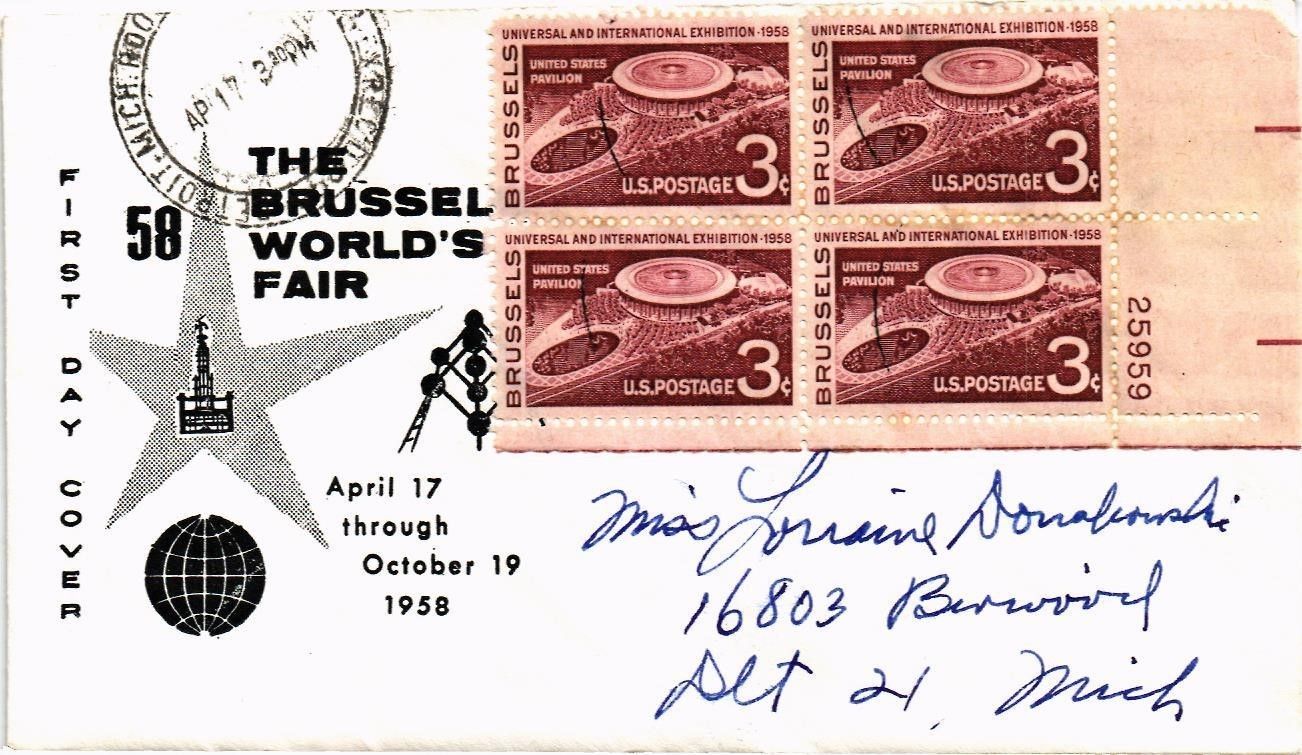 DETROIT, MICH.
APR 17 3 30 PM
FIRST DAY COVER
58
THE
BRUSSEL
WORLD'S
FAIR
April 17
through
October 19
1958
UNIVERSAL AND INTERNATIONAL EXHIBITION·1958
BRUSSELS
UNITED STATES
PAVILION
U.S.POSTAGE 3¢
UNIVERSAL AND INTERNATIONAL EXHIBITION·1958
BRUSSELS
UNITED STATES
PAVILION
U.S.POSTAGE 3¢
UNIVERSAL AND INTERNATIONAL EXHIBITION·1958
BRUSSELS
UNITED STATES
PAVILION
U.S.POSTAGE 3¢
UNIVERSAL AND INTERNATIONAL EXHIBITION·1958
BRUSSELS
UNITED STATES
PAVILION
U.S.POSTAGE 3¢
25959
Miss Lorraine Donakowski
16803 Burwood
Det 21, Mich